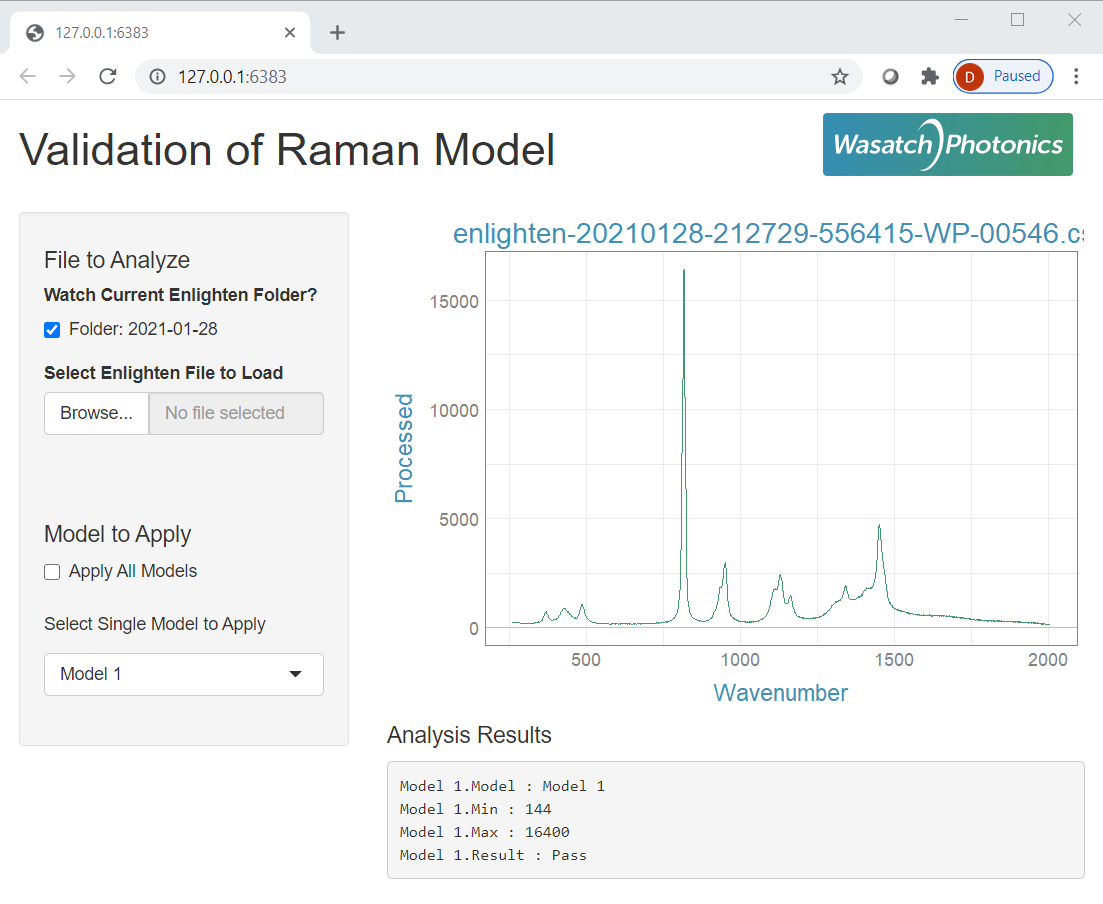 127.0.0.1:6383
127.0.0.1:6383
D Paused
Validation of Raman Model
Wasatch Photonics
File to Analyze
Watch Current Enlighten Folder?
Folder: 2021-01-28
Select Enlighten File to Load
Browse... No file selected
Model to Apply
Apply All Models
Select Single Model to Apply
Model 1
enlighten-20210128-212729-556415-WP-00546.cs
Processed
15000
10000
5000
0
500 1000 1500 2000
Wavenumber
Analysis Results
Model 1.Model : Model 1
Model 1.Min : 144
Model 1.Max : 16400
Model 1.Result : Pass